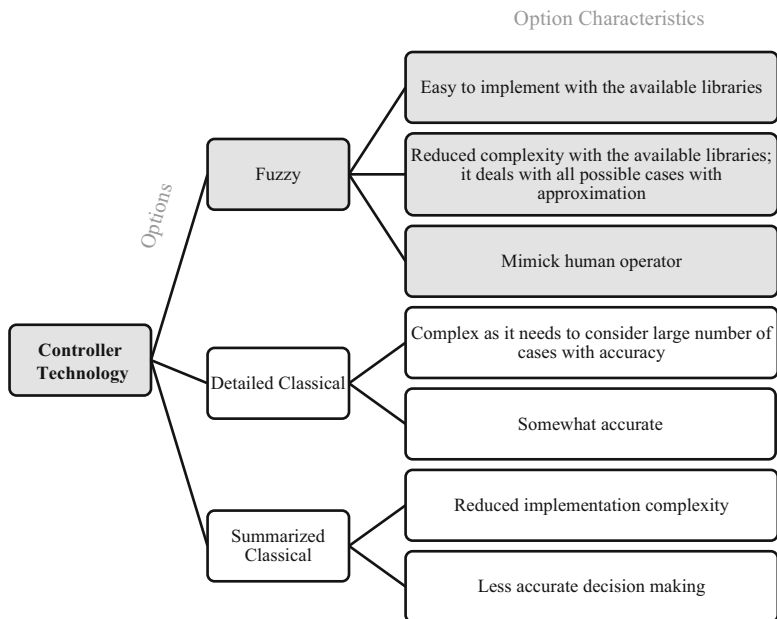 Option Characteristics
Easy to implement with the available libraries
Reduced complexity with the available libraries;
it deals with all possible cases with
approximation
Fuzzy
Options
Mimick human operator
Controller
Technology
Complex as it needs to consider large number of
cases with accuracy
Detailed Classical
Somewhat accurate
Reduced implementation complexity
Summarized
Classical
Less accurate decision making